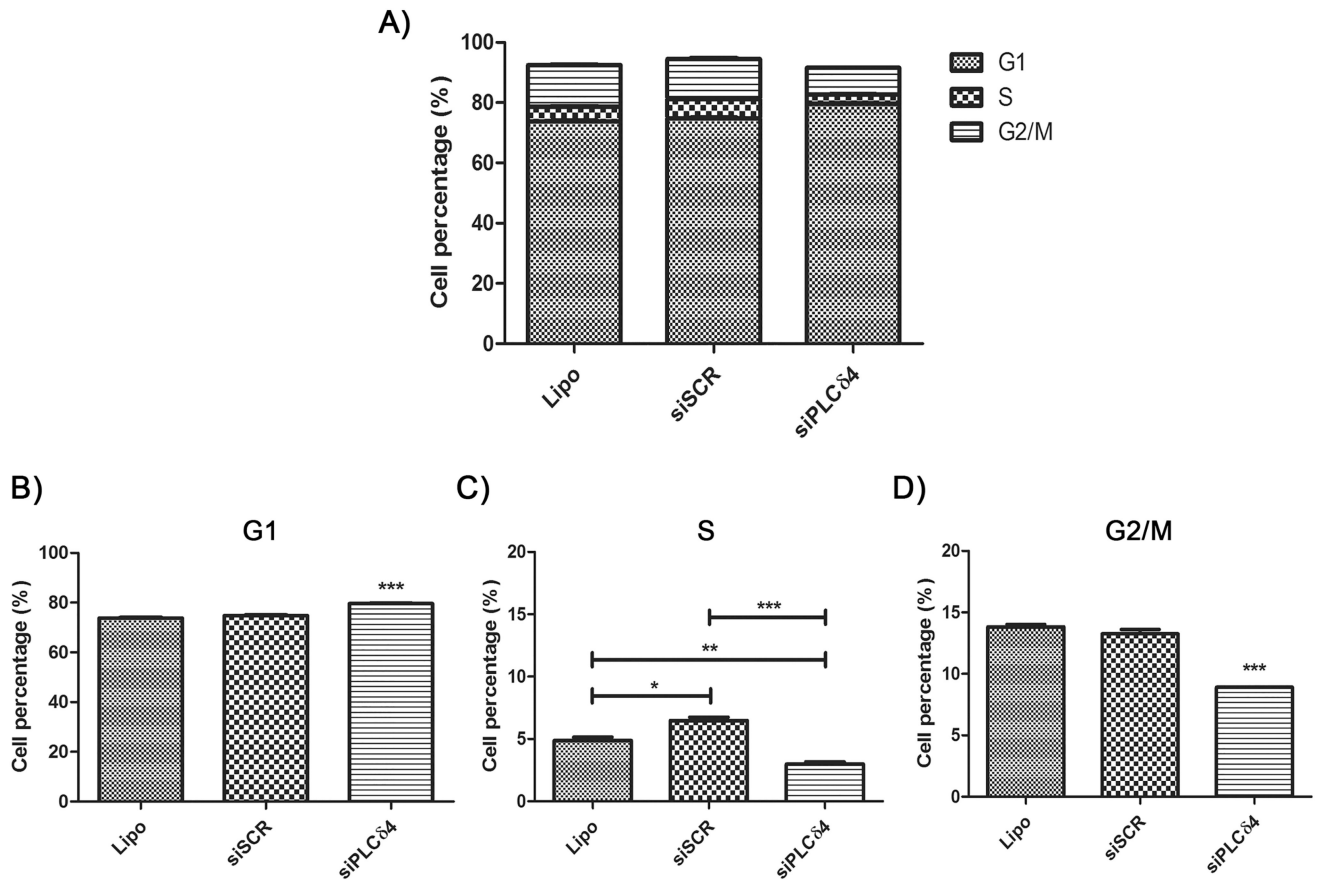 A)
100
80
60
40
20
0
Cell percentage (%)
Lipo
siSCR
siPLCδ4
G1
S
G2/M
B)
G1
100
80
60
40
20
0
Cell percentage (%)
***
Lipo
siSCR
siPLCδ4
C)
S
20
15
10
5
0
Cell percentage (%)
***
**
*
Lipo
siSCR
siPLCδ4
D)
G2/M
20
15
10
5
0
Cell percentage (%)
***
Lipo
siSCR
siPLCδ4